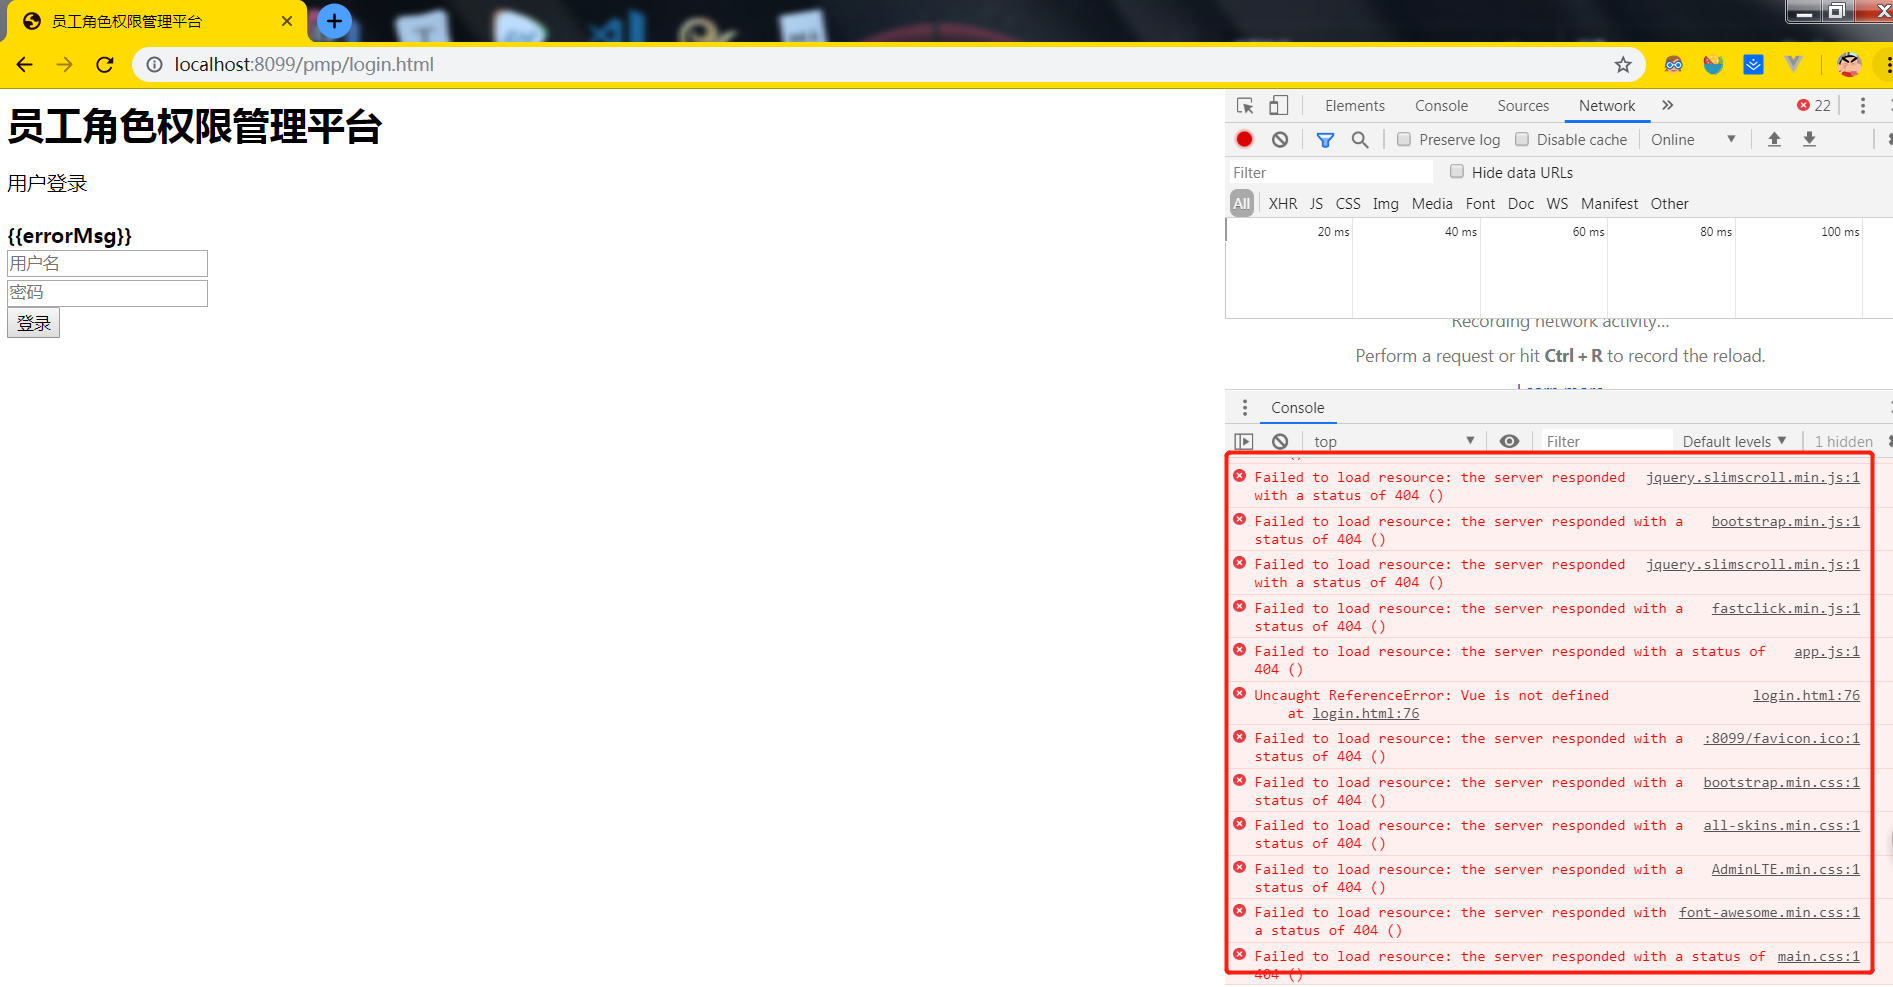 员工角色权限管理平台
localhost:8099/pmp/login.html
员工角色权限管理平台
用户登录
{{errorMsg}}
用户名
密码
登录
Elements Console Sources Network » 22
Preserve log Disable cache Online
Filter Hide data URLs
All XHR JS CSS Img Media Font Doc WS Manifest Other
20 ms 40 ms 60 ms 80 ms 100 ms
Recording network activity...
Perform a request or hit Ctrl + R to record the reload.
Learn more
Console
top Filter Default levels 1 hidden
Failed to load resource: the server responded jquery.slimscroll.min.js:1
with a status of 404 ()
Failed to load resource: the server responded with a bootstrap.min.js:1
status of 404 ()
Failed to load resource: the server responded jquery.slimscroll.min.js:1
with a status of 404 ()
Failed to load resource: the server responded with a fastclick.min.js:1
status of 404 ()
Failed to load resource: the server responded with a status of app.js:1
404 ()
Uncaught ReferenceError: Vue is not defined login.html:76
at login.html:76
Failed to load resource: the server responded with a :8099/favicon.ico:1
status of 404 ()
Failed to load resource: the server responded with a bootstrap.min.css:1
status of 404 ()
Failed to load resource: the server responded with a all-skins.min.css:1
status of 404 ()
Failed to load resource: the server responded with a AdminLTE.min.css:1
status of 404 ()
Failed to load resource: the server responded with font-awesome.min.css:1
a status of 404 ()
Failed to load resource: the server responded with a status of main.css:1
404 ()